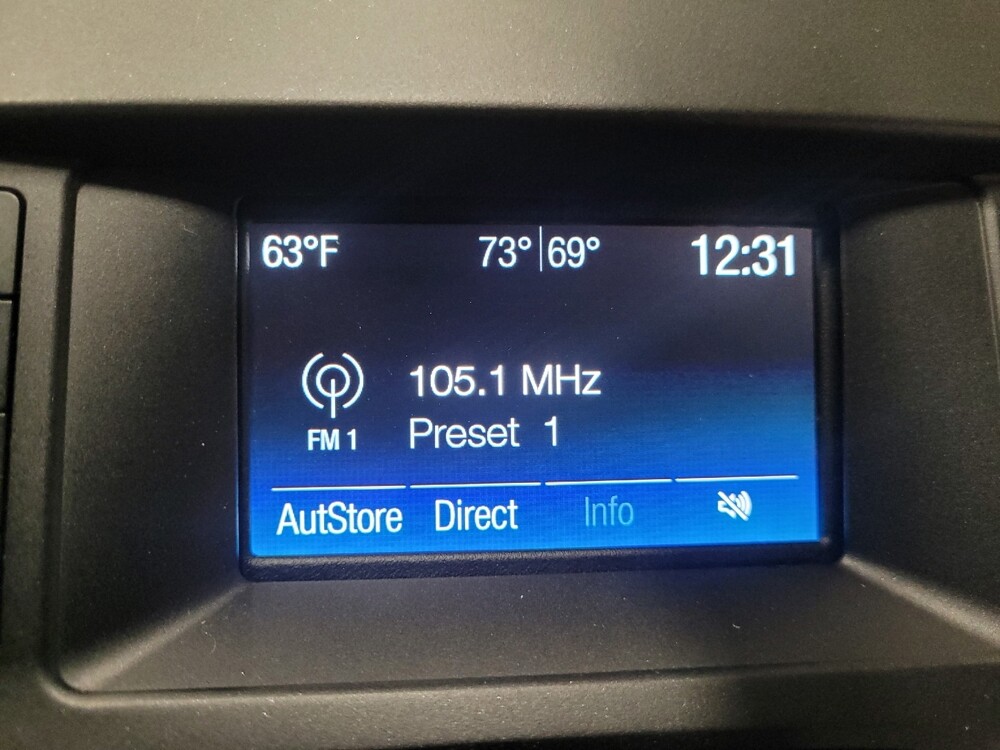 63°F 73° 69° 12:31
105.1 MHz
FM 1 Preset 1
AutStore Direct Info